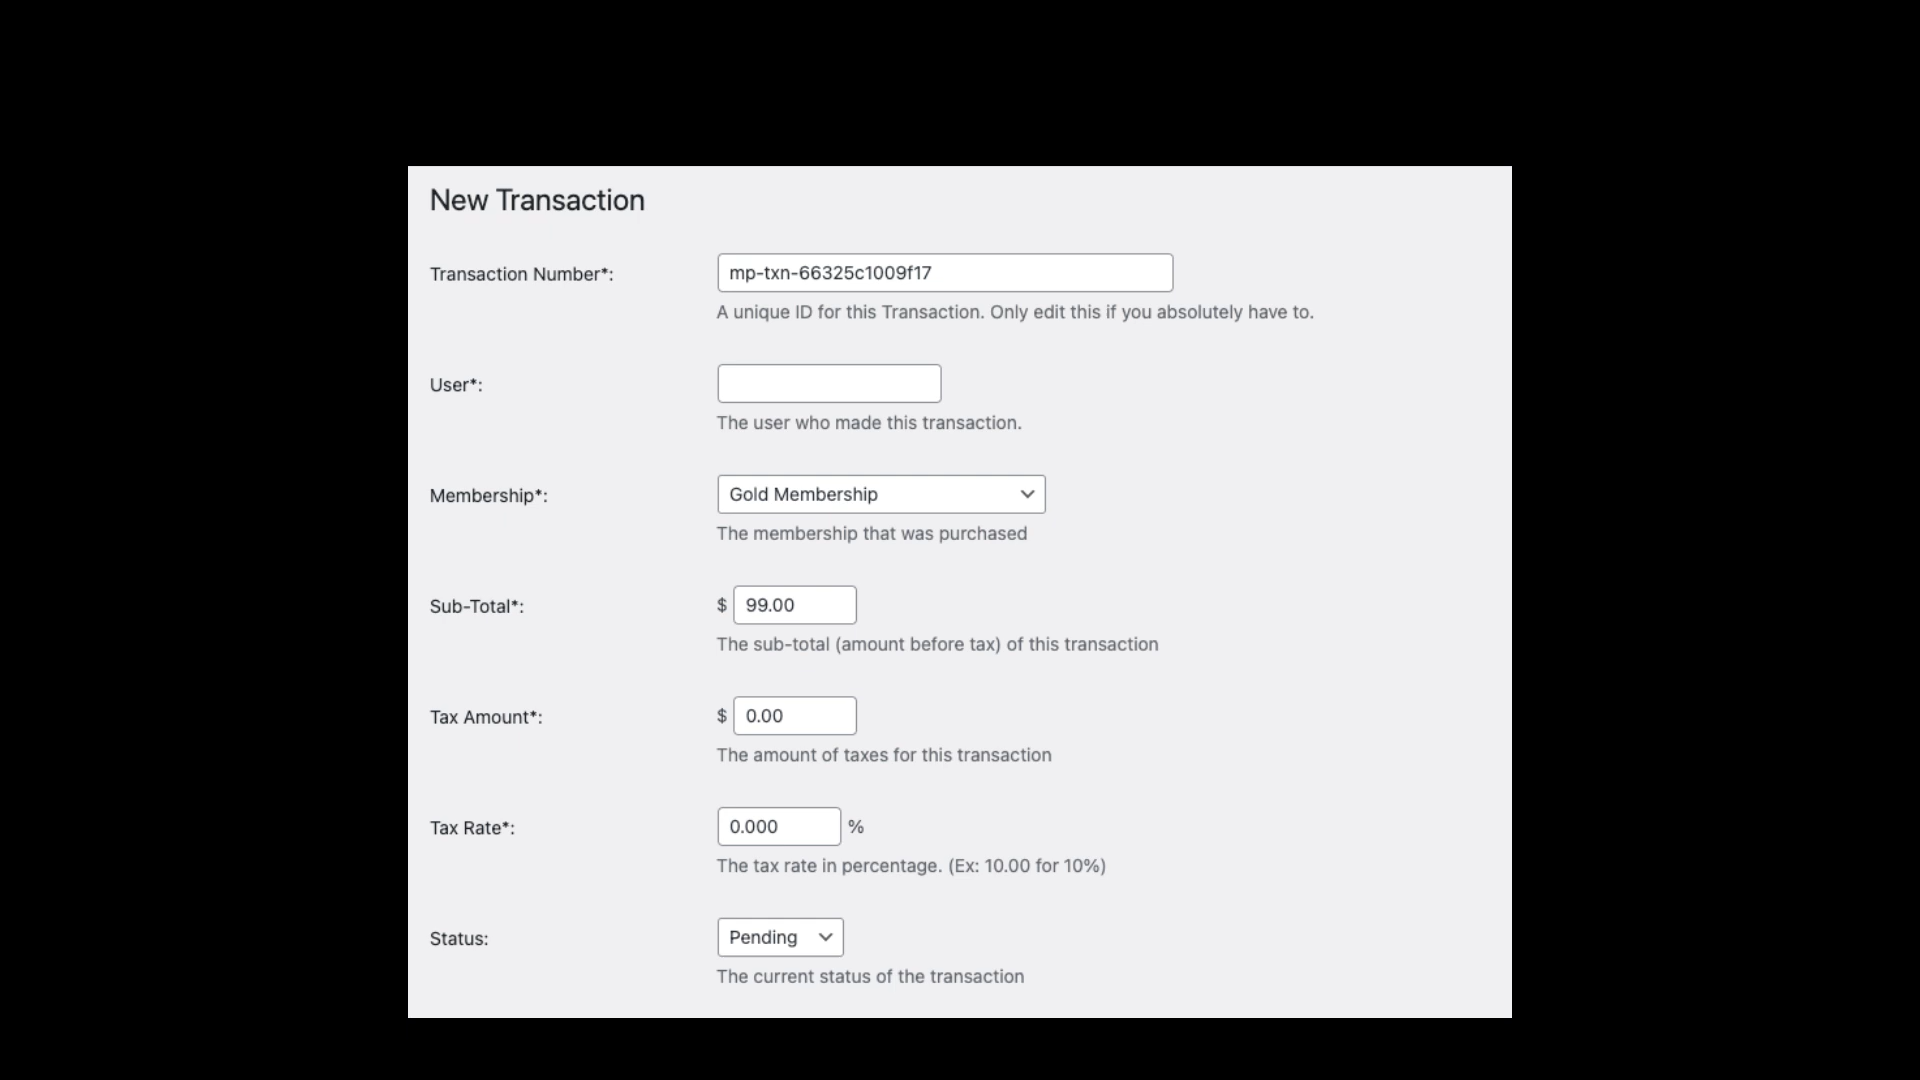 New Transaction
Transaction Number*: mp-txn-66325c1009f17
A unique ID for this Transaction. Only edit this if you absolutely have to.
User*:
The user who made this transaction.
Membership*: Gold Membership
The membership that was purchased
Sub-Total*: $ 99.00
The sub-total (amount before tax) of this transaction
Tax Amount*: $ 0.00
The amount of taxes for this transaction
Tax Rate*: 0.000 %
The tax rate in percentage. (Ex: 10.00 for 10%)
Status: Pending
The current status of the transaction